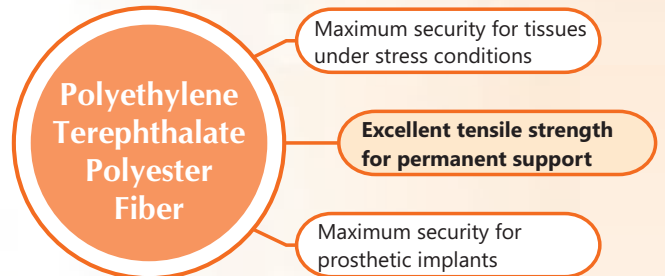 Polyethylene
Terephthalate
Polyester
Fiber
Maximum security for tissues
under stress conditions
Excellent tensile strength
for permanent support
Maximum security for
prosthetic implants